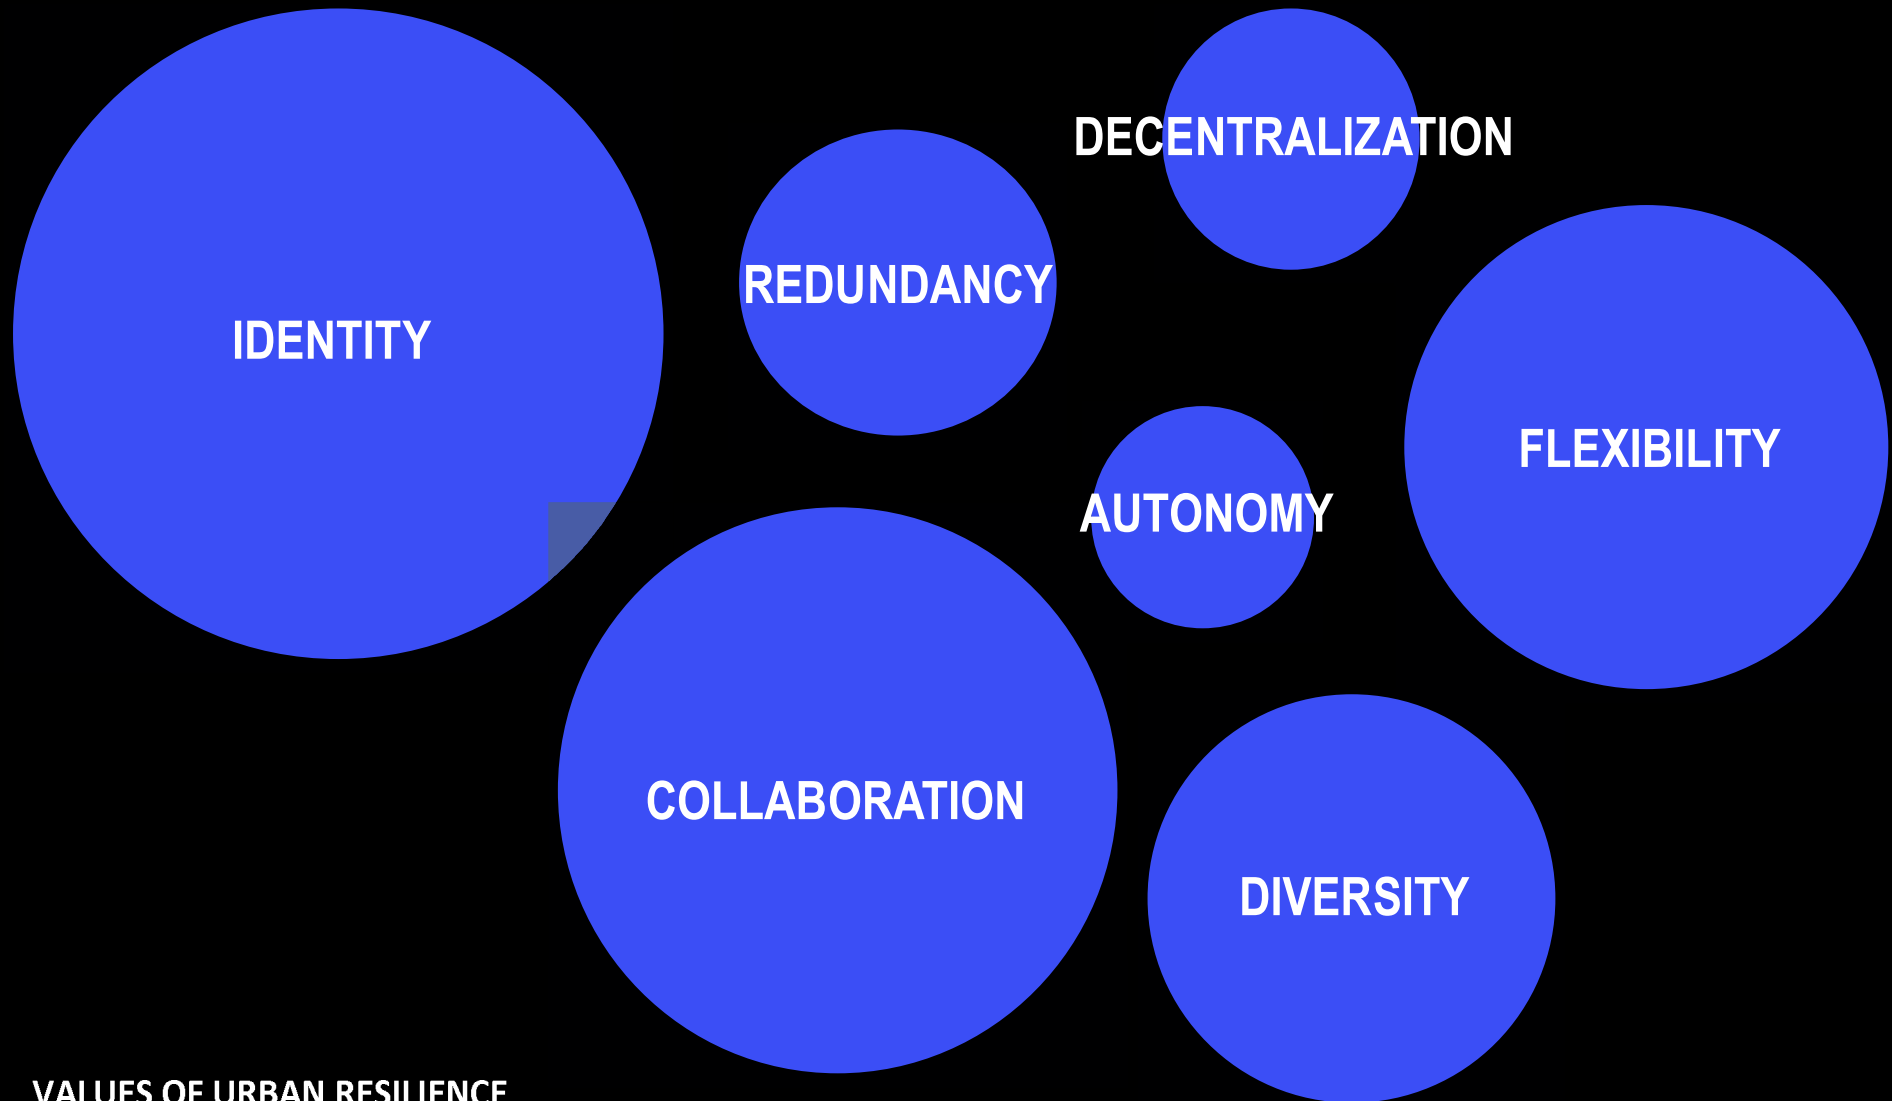 DECENTRALIZATION
REDUNDANCY
IDENTITY
FLEXIBILITY
AUTONOMY
COLLABORATION
DIVERSITY
VALUES OF URBAN RESILIENCE